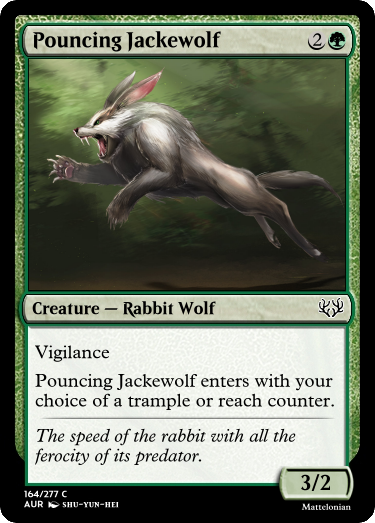 Pouncing Jackewolf 2
Creature — Rabbit Wolf
Vigilance
Pouncing Jackewolf enters with your
choice of a trample or reach counter.
The speed of the rabbit with all the
ferocity of its predator.
3/2
164/277 C
AUR SHU-YUN-HEI
Mattelonian